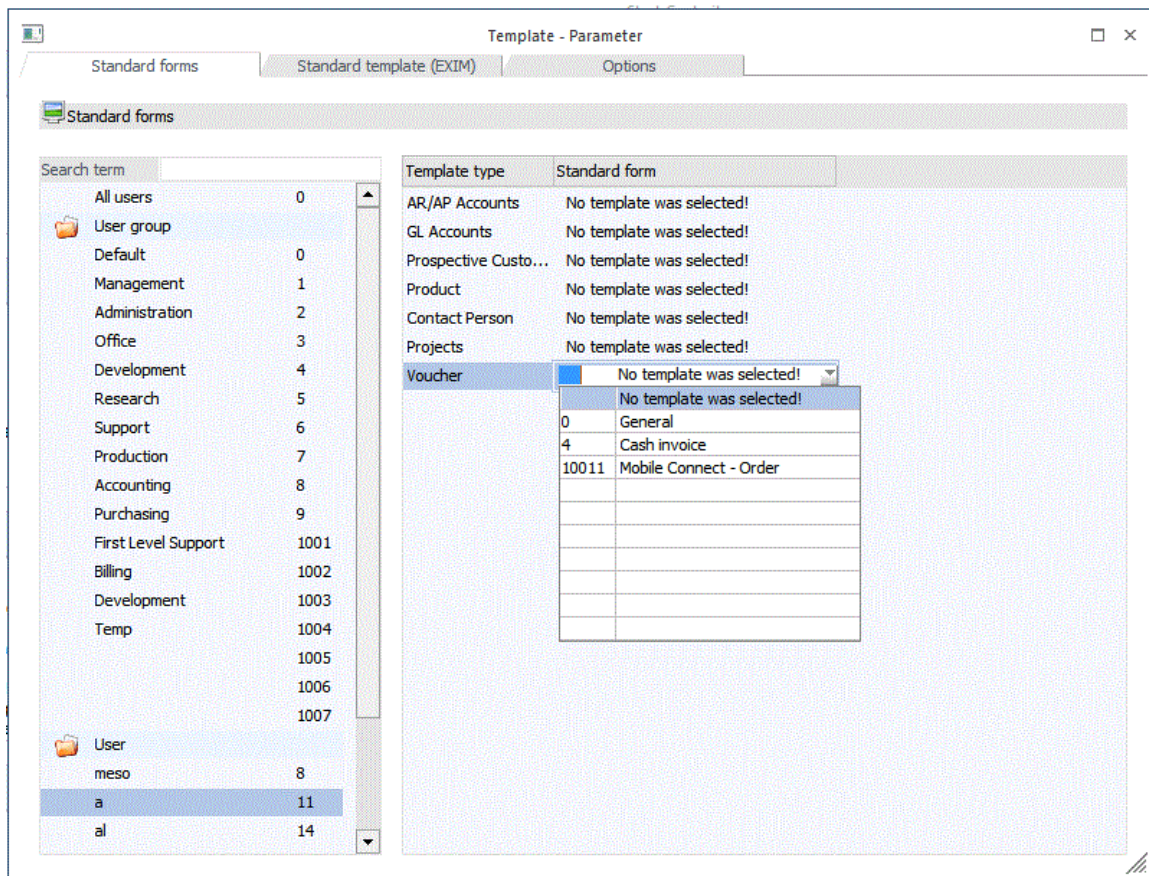 Template - Parameter
Standard forms Standard template (EXIM) Options
Standard forms
Search term
All users 0
User group
Default 0
Management 1
Administration 2
Office 3
Development 4
Research 5
Support 6
Production 7
Accounting 8
Purchasing 9
First Level Support 1001
Billing 1002
Development 1003
Temp 1004
1005
1006
1007
User
meso 8
a 11
al 14
Template type Standard form
AR/AP Accounts No template was selected!
GL Accounts No template was selected!
Prospective Custo... No template was selected!
Product No template was selected!
Contact Person No template was selected!
Projects No template was selected!
Voucher No template was selected!
No template was selected!
0 General
4 Cash invoice
10011 Mobile Connect - Order